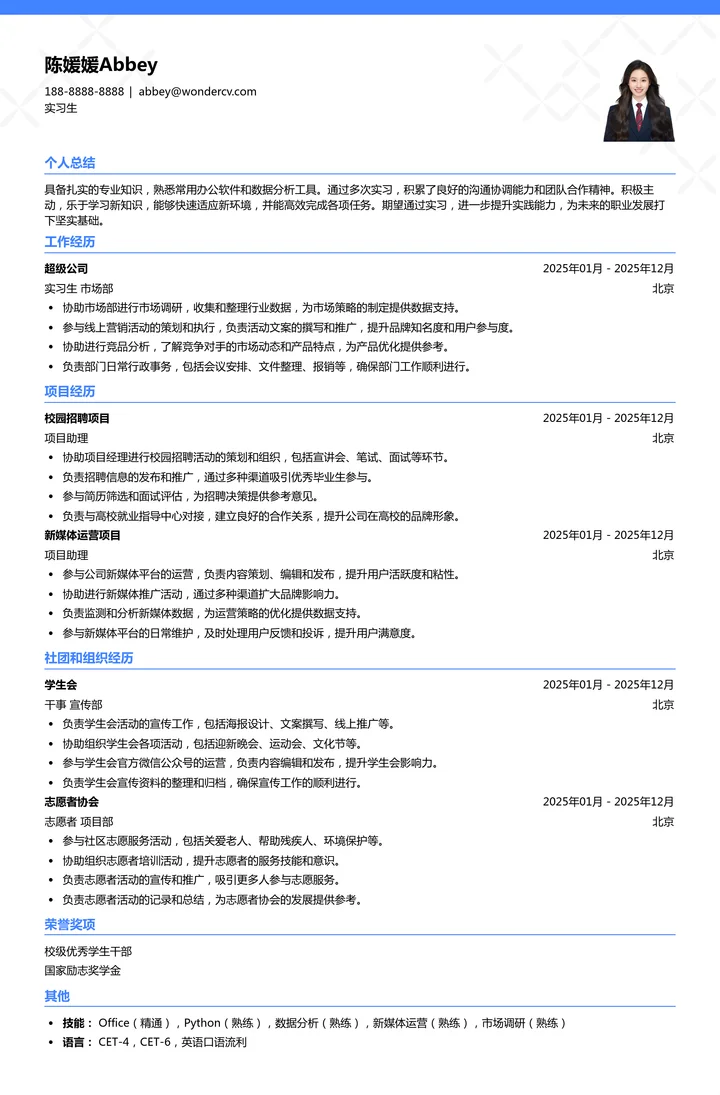 陈媛媛Abbey
188-8888-8888 | abbey@wondercv.com
实习生
个人总结
具备扎实的专业知识，熟悉常用办公软件和数据分析工具。通过多次实习，积累了良好的沟通协调能力和团队合作精神。积极主
动，乐于学习新知识，能够快速适应新环境，并能高效完成各项任务。期望通过实习，进一步提升实践能力，为未来的职业发展打
下坚实基础。
工作经历
超级公司 2025年01月 - 2025年12月
实习生 市场部 北京
• 协助市场部进行市场调研，收集和整理行业数据，为市场策略的制定提供数据支持。
• 参与线上营销活动的策划和执行，负责活动文案的撰写和推广，提升品牌知名度和用户参与度。
• 协助进行竞品分析，了解竞争对手的市场动态和产品特点，为产品优化提供参考。
• 负责部门日常行政事务，包括会议安排、文件整理、报销等，确保部门工作顺利进行。
项目经历
校园招聘项目 2025年01月 - 2025年12月
项目助理 北京
• 协助项目经理进行校园招聘活动的策划和组织，包括宣讲会、笔试、面试等环节。
• 负责招聘信息的发布和推广，通过多种渠道吸引优秀毕业生参与。
• 参与简历筛选和面试评估，为招聘决策提供参考意见。
• 负责与高校就业指导中心对接，建立良好的合作关系，提升公司在高校的品牌形象。
新媒体运营项目 2025年01月 - 2025年12月
项目助理 北京
• 参与公司新媒体平台的运营，负责内容策划、编辑和发布，提升用户活跃度和粘性。
• 协助进行新媒体推广活动，通过多种渠道扩大品牌影响力。
• 负责监测和分析新媒体数据，为运营策略的优化提供数据支持。
• 参与新媒体平台的日常维护，及时处理用户反馈和投诉，提升用户满意度。
社团和组织经历
学生会 2025年01月 - 2025年12月
干事 宣传部 北京
• 负责学生会活动的宣传工作，包括海报设计、文案撰写、线上推广等。
• 协助组织学生会各项活动，包括迎新晚会、运动会、文化节等。
• 参与学生会官方微信公众号的运营，负责内容编辑和发布，提升学生会影响力。
• 负责学生会宣传资料的整理和归档，确保宣传工作的顺利进行。
志愿者协会 2025年01月 - 2025年12月
志愿者 项目部 北京
• 参与社区志愿服务活动，包括关爱老人、帮助残疾人、环境保护等。
• 协助组织志愿者培训活动，提升志愿者的服务技能和意识。
• 负责志愿者活动的宣传和推广，吸引更多人参与志愿服务。
• 负责志愿者活动的记录和总结，为志愿者协会的发展提供参考。
荣誉奖项
校级优秀学生干部
国家励志奖学金
其他
• 技能： Office（精通），Python（熟练），数据分析（熟练），新媒体运营（熟练），市场调研（熟练）
• 语言： CET-4，CET-6，英语口语流利